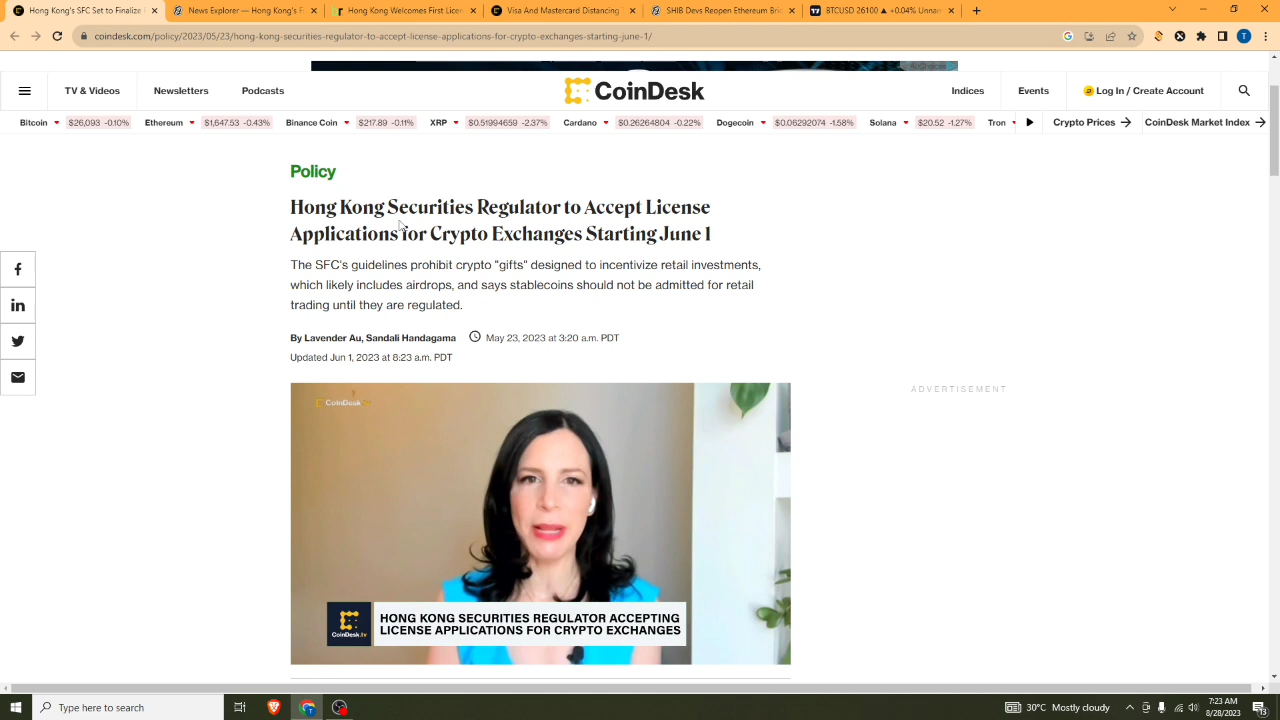 Hong Kong's SFC Set to Finalize
News Explorer — Hong Kong's F
Hong Kong Welcomes First Licen
Visa And Mastercard Distancing
SHIB Devs Reopen Ethereum Bri
BTCUSD 26100 ▲ +0.04% Unnam
coindesk.com/policy/2023/05/23/hong-kong-securities-regulator-to-accept-license-applications-for-crypto-exchanges-starting-june-1/
TV & Videos
Newsletters
Podcasts
CoinDesk
Indices
Events
Log In / Create Account
Bitcoin $26,093 -0.10% Ethereum $1,647.53 -0.43% Binance Coin $217.89 -0.11% XRP $0.51994659 -2.37% Cardano $0.26264804 -0.22% Dogecoin $0.06292074 -1.58% Solana $20.52 -1.27% Tron
Crypto Prices → CoinDesk Market Index →
Policy
Hong Kong Securities Regulator to Accept License
Applications for Crypto Exchanges Starting June 1
The SFC's guidelines prohibit crypto "gifts" designed to incentivize retail investments,
which likely includes airdrops, and says stablecoins should not be admitted for retail
trading until they are regulated.
By Lavender Au, Sandali Handagama
May 23, 2023 at 3:20 a.m. PDT
Updated Jun 1, 2023 at 8:23 a.m. PDT
ADVERTISEMENT
CoinDesk
CoinDesk.tv
HONG KONG SECURITIES REGULATOR ACCEPTING
LICENSE APPLICATIONS FOR CRYPTO EXCHANGES
Type here to search
30°C Mostly cloudy
7:23 AM
8/28/2023